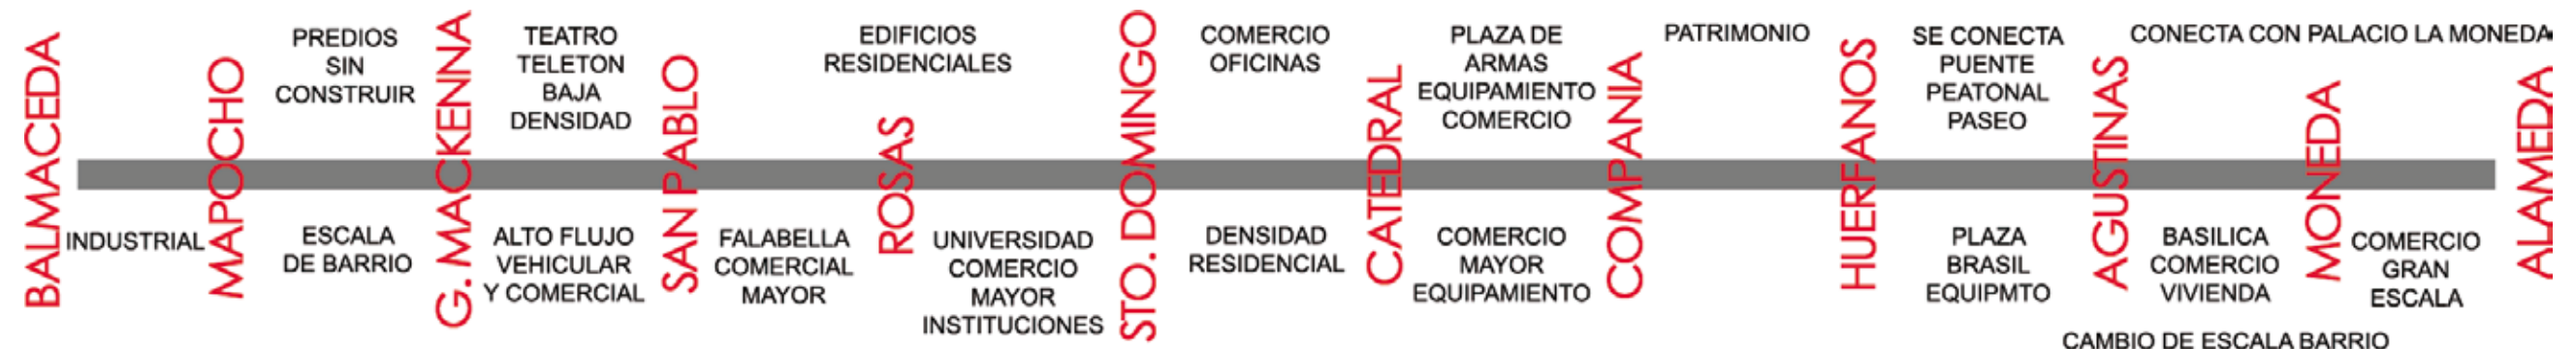 BALMACEDA
INDUSTRIAL
MAPOCHO
PREDIOS
SIN
CONSTRUIR
ESCALA
DE BARRIO
G. MACKENNA
TEATRO
TELETON
BAJA
DENSIDAD
ALTO FLUJO
VEHICULAR
Y COMERCIAL
SAN PABLO
EDIFICIOS
RESIDENCIALES
FALABELLA
COMERCIAL
MAYOR
ROSAS
UNIVERSIDAD
COMERCIO
MAYOR
INSTITUCIONES
STO. DOMINGO
COMERCIO
OFICINAS
DENSIDAD
RESIDENCIAL
CATEDRAL
PLAZA DE
ARMAS
EQUIPAMIENTO
COMERCIO
COMERCIO
MAYOR
EQUIPAMIENTO
COMPANIA
PATRIMONIO
HUERFANOS
SE CONECTA
PUENTE
PEATONAL
PASEO
PLAZA
BRASIL
EQUIPMTO
AGUSTINAS
CONECTA CON PALACIO LA MONEDA
BASILICA
COMERCIO
VIVIENDA
MONEDA
COMERCIO
GRAN
ESCALA
CAMBIO DE ESCALA BARRIO
ALAMEDA